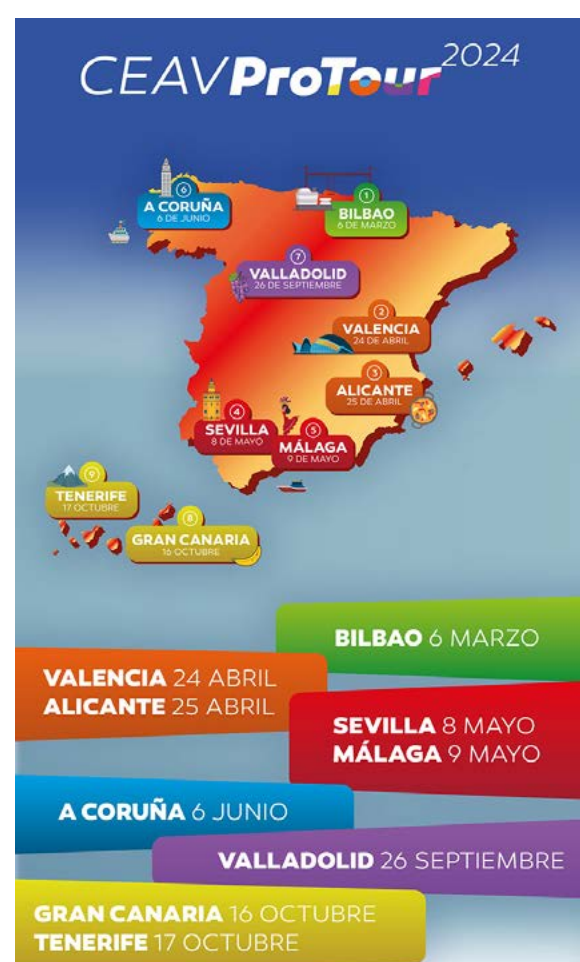 CEAVProTour 2024
6
A CORUÑA
6 DE JUNIO
1
BILBAO
6 DE MARZO
7
VALLADOLID
26 DE SEPTIEMBRE
2
VALENCIA
24 DE ABRIL
3
ALICANTE
25 DE ABRIL
4
SEVILLA
8 DE MAYO
5
MÁLAGA
9 DE MAYO
9
TENERIFE
17 OCTUBRE
8
GRAN CANARIA
16 OCTUBRE
BILBAO 6 MARZO
VALENCIA 24 ABRIL
ALICANTE 25 ABRIL
SEVILLA 8 MAYO
MÁLAGA 9 MAYO
A CORUÑA 6 JUNIO
VALLADOLID 26 SEPTIEMBRE
GRAN CANARIA 16 OCTUBRE
TENERIFE 17 OCTUBRE